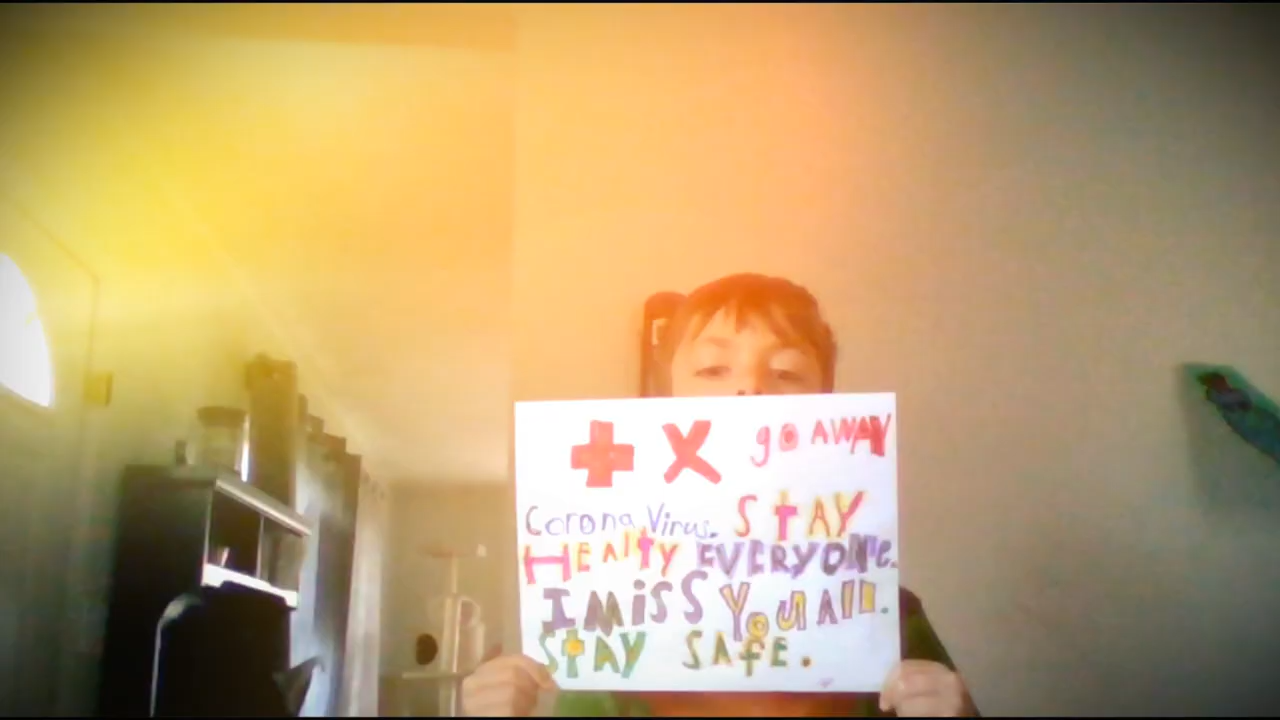 go AWAY
Corona Virus. StAY
HEAltY EVERYONE.
I MiSS YOU All.
StAY SAfE.